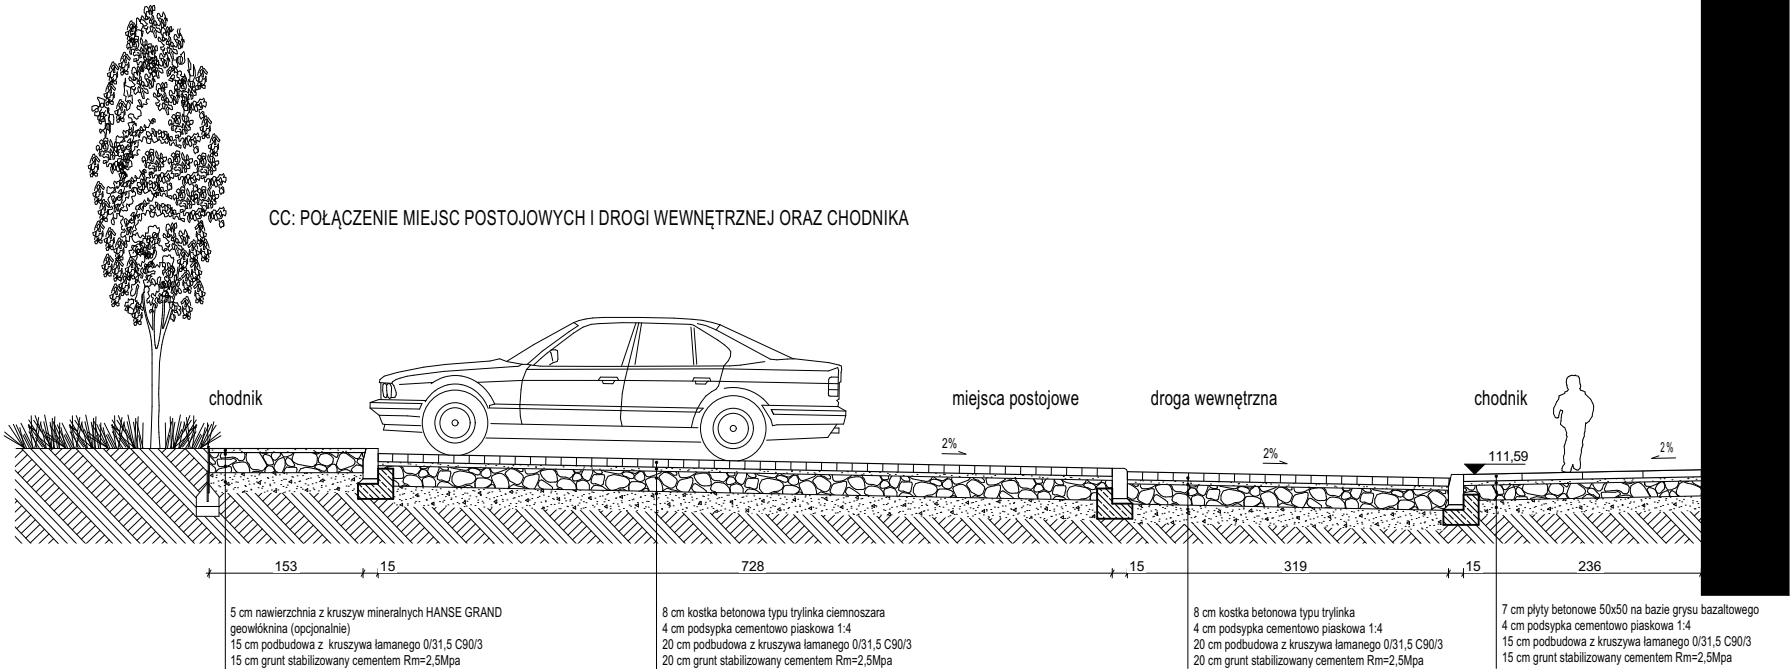 CC: POŁĄCZENIE MIEJSC POSTOJOWYCH I DROGI WEWNĘTRZNEJ ORAZ CHODNIKA
chodnik
miejsca postojowe
droga wewnętrzna
chodnik
2%
2%
111,59
2%
153
15
728
15
319
15
236
5 cm nawierzchnia z kruszyw mineralnych HANSE GRAND
geowłóknina (opcjonalnie)
15 cm podbudowa z kruszywa łamanego 0/31,5 C90/3
15 cm grunt stabilizowany cementem Rm=2,5Mpa
8 cm kostka betonowa typu trylinka ciemnoszara
4 cm podsypka cementowo piaskowa 1:4
20 cm podbudowa z kruszywa łamanego 0/31,5 C90/3
20 cm grunt stabilizowany cementem Rm=2,5Mpa
8 cm kostka betonowa typu trylinka
4 cm podsypka cementowo piaskowa 1:4
20 cm podbudowa z kruszywa łamanego 0/31,5 C90/3
20 cm grunt stabilizowany cementem Rm=2,5Mpa
7 cm płyty betonowe 50x50 na bazie grysu bazaltowego
4 cm podsypka cementowo piaskowa 1:4
15 cm podbudowa z kruszywa łamanego 0/31,5 C90/3
15 cm grunt stabilizowany cementem Rm=2,5Mpa